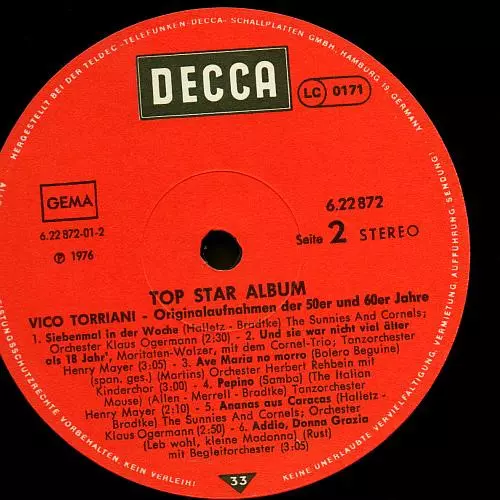 HERGESTELLT BEI DER TELDEC »TELEFUNKEN-DECCA« SCHALLPLATTEN GMBH, HAMBURG 19, GERMANY
DECCA
LC 0171
GEMA
6.22 872-01-2
℗ 1976
6.22872
Seite 2 STEREO
TOP STAR ALBUM
VICO TORRIANI - Originalaufnahmen der 50er und 60er Jahre
1. Siebenmal in der Woche (Halletz - Bradtke) The Sunnies And Cornels;
Orchester Klaus Ogermann (2:30) - 2. Und sie war nicht viel älter
als 18 Jahr', Moritaten-Walzer, mit dem Cornel-Trio; Tanzorchester
Henry Mayer (3:05) - 3. Ave Maria no morro (Bolero Beguine)
(span. ges.) (Martins) Orchester Herbert Rehbein mit
Kinderchor (3:00) - 4. Pepino (Samba) (The Italian
Mouse) (Allen - Merrell - Bradtke) Tanzorchester
Henry Mayer (2:10) - 5. Ananas aus Caracas (Halletz -
Bradtke) The Sunnies And Cornels; Orchester
Klaus Ogermann (2:50) - 6. Addio, Donna Grazia
(Leb wohl, kleine Madonna) (Rust)
mit Begleitorchester (3:05)
33
KEINE UNERLAUBTE VERVIELFÄLTIGUNG, VERMIETUNG, AUFFÜHRUNG, SENDUNG!
LEISTUNGSSCHUTZRECHTE VORBEHALTEN. KEIN VERLEIH!